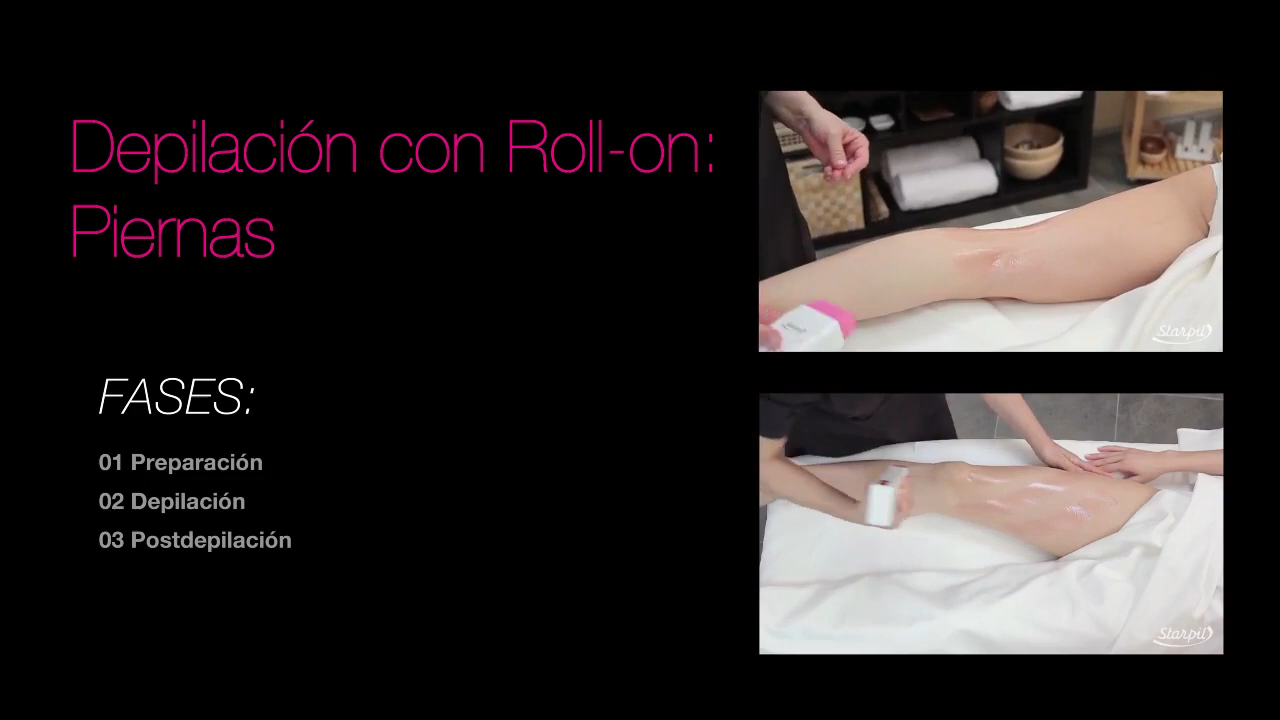 Depilación con Roll-on:
Piernas
FASES:
01 Preparación
02 Depilación
03 Postdepilación
Starpil
Starpil